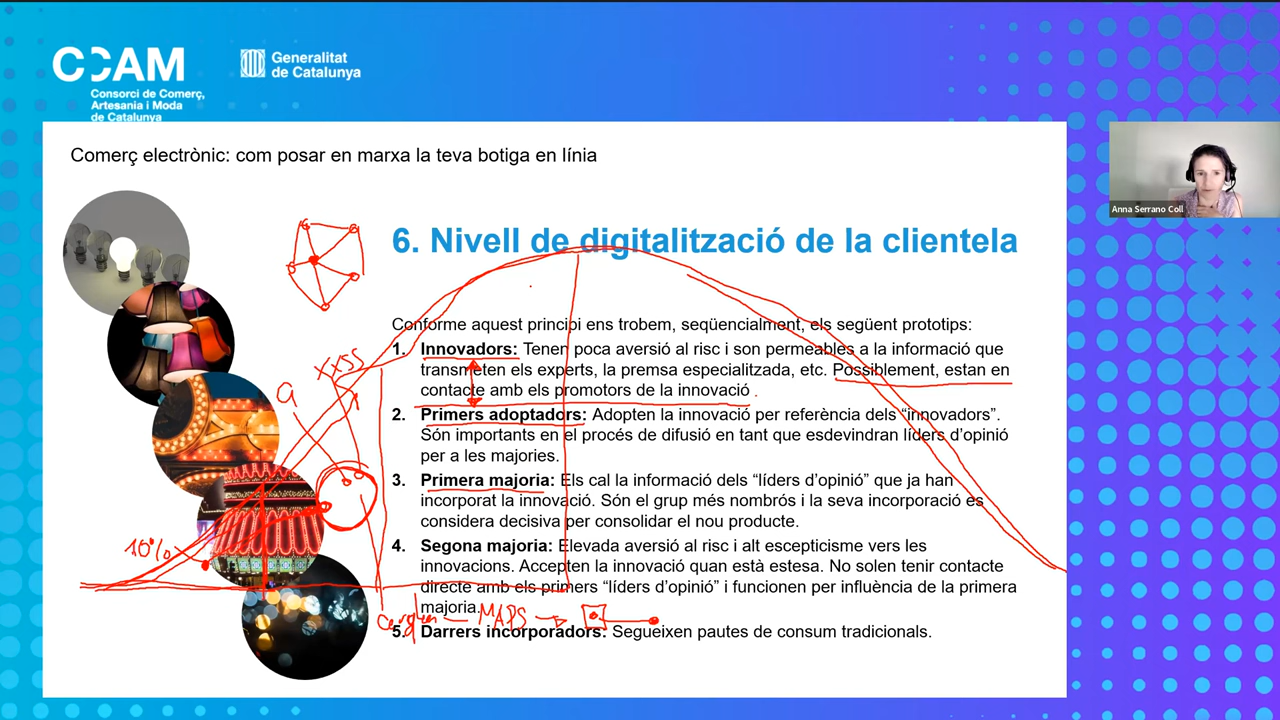 CCAM
Consorci de Comerç,
Artesania i Moda
de Catalunya
Generalitat
de Catalunya
Comerç electrònic: com posar en marxa la teva botiga en línia
Anna Serrano Coll
6. Nivell de digitalització de la clientela
Conforme aquest principi ens trobem, seqüencialment, els següent prototips:
1. Innovadors: Tenen poca aversió al risc i son permeables a la informació que
transmeten els experts, la premsa especialitzada, etc. Possiblement, estan en
contacte amb els promotors de la innovació .
2. Primers adoptadors: Adopten la innovació per referència dels “innovadors”.
Són importants en el procés de difusió en tant que esdevindran líders d’opinió
per a les majories.
3. Primera majoria: Els cal la informació dels “líders d’opinió” que ja han
incorporat la innovació. Són el grup més nombrós i la seva incorporació es
considera decisiva per consolidar el nou producte.
4. Segona majoria: Elevada aversió al risc i alt escepticisme vers les
innovacions. Accepten la innovació quan està estesa. No solen tenir contacte
directe amb els primers “líders d’opinió” i funcionen per influència de la primera
majoria.
5. Darrers incorporadors: Segueixen pautes de consum tradicionals.
XXSS
a
10%
MAPS